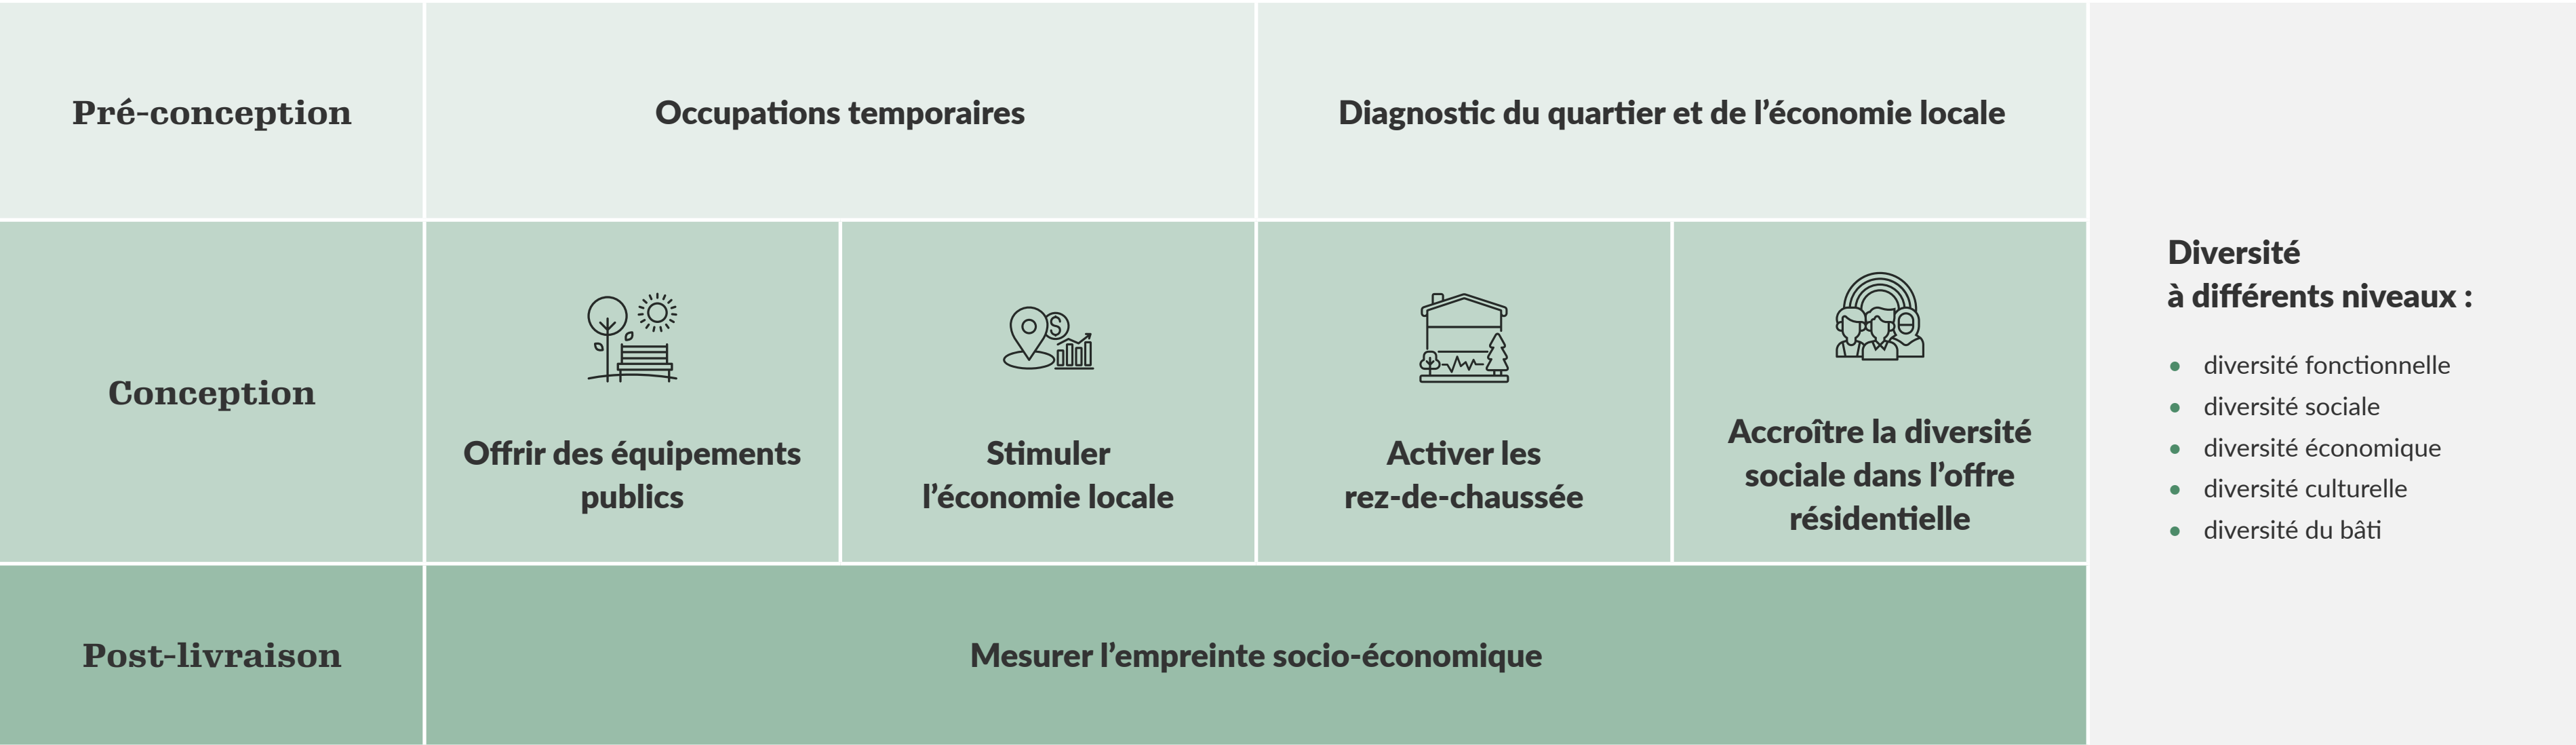 Pré-conception
Occupations temporaires
Diagnostic du quartier et de l’économie locale
Conception
Offrir des équipements
publics
Stimuler
l’économie locale
Activer les
rez-de-chaussée
Accroître la diversité
sociale dans l’offre
résidentielle
Post-livraison
Mesurer l’empreinte socio-économique
Diversité
à différents niveaux :
• diversité fonctionnelle
• diversité sociale
• diversité économique
• diversité culturelle
• diversité du bâti